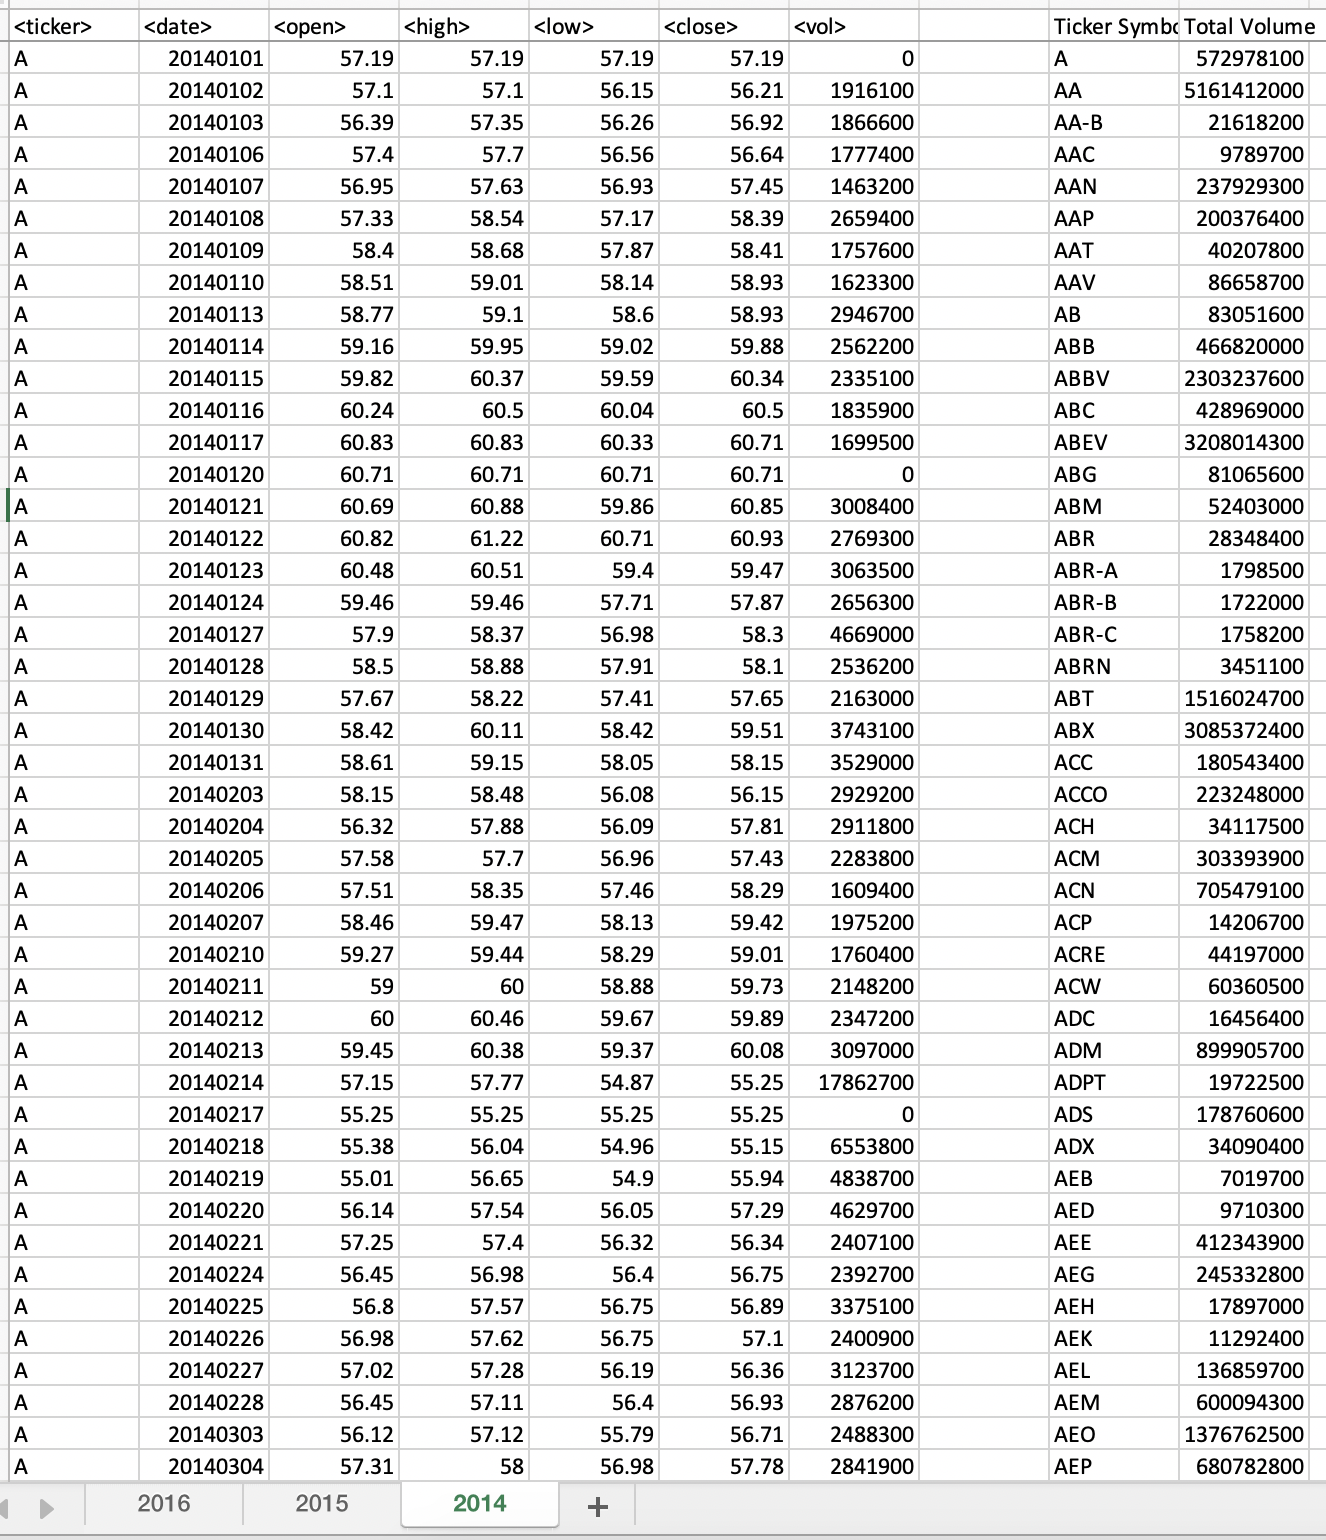 <ticker> <date> <open> <high> <low> <close> <vol> Ticker Symbo Total Volume
A 20140101 57.19 57.19 57.19 57.19 0 A 572978100
A 20140102 57.1 57.1 56.15 56.21 1916100 AA 5161412000
A 20140103 56.39 57.35 56.26 56.92 1866600 AA-B 21618200
A 20140106 57.4 57.7 56.56 56.64 1777400 AAC 9789700
A 20140107 56.95 57.63 56.93 57.45 1463200 AAN 237929300
A 20140108 57.33 58.54 57.17 58.39 2659400 AAP 200376400
A 20140109 58.4 58.68 57.87 58.41 1757600 AAT 40207800
A 20140110 58.51 59.01 58.14 58.93 1623300 AAV 86658700
A 20140113 58.77 59.1 58.6 58.93 2946700 AB 83051600
A 20140114 59.16 59.95 59.02 59.88 2562200 ABB 466820000
A 20140115 59.82 60.37 59.59 60.34 2335100 ABBV 2303237600
A 20140116 60.24 60.5 60.04 60.5 1835900 ABC 428969000
A 20140117 60.83 60.83 60.33 60.71 1699500 ABEV 3208014300
A 20140120 60.71 60.71 60.71 60.71 0 ABG 81065600
A 20140121 60.69 60.88 59.86 60.85 3008400 ABM 52403000
A 20140122 60.82 61.22 60.71 60.93 2769300 ABR 28348400
A 20140123 60.48 60.51 59.4 59.47 3063500 ABR-A 1798500
A 20140124 59.46 59.46 57.71 57.87 2656300 ABR-B 1722000
A 20140127 57.9 58.37 56.98 58.3 4669000 ABR-C 1758200
A 20140128 58.5 58.88 57.91 58.1 2536200 ABRN 3451100
A 20140129 57.67 58.22 57.41 57.65 2163000 ABT 1516024700
A 20140130 58.42 60.11 58.42 59.51 3743100 ABX 3085372400
A 20140131 58.61 59.15 58.05 58.15 3529000 ACC 180543400
A 20140203 58.15 58.48 56.08 56.15 2929200 ACCO 223248000
A 20140204 56.32 57.88 56.09 57.81 2911800 ACH 34117500
A 20140205 57.58 57.7 56.96 57.43 2283800 ACM 303393900
A 20140206 57.51 58.35 57.46 58.29 1609400 ACN 705479100
A 20140207 58.46 59.47 58.13 59.42 1975200 ACP 14206700
A 20140210 59.27 59.44 58.29 59.01 1760400 ACRE 44197000
A 20140211 59 60 58.88 59.73 2148200 ACW 60360500
A 20140212 60 60.46 59.67 59.89 2347200 ADC 16456400
A 20140213 59.45 60.38 59.37 60.08 3097000 ADM 899905700
A 20140214 57.15 57.77 54.87 55.25 17862700 ADPT 19722500
A 20140217 55.25 55.25 55.25 55.25 0 ADS 178760600
A 20140218 55.38 56.04 54.96 55.15 6553800 ADX 34090400
A 20140219 55.01 56.65 54.9 55.94 4838700 AEB 7019700
A 20140220 56.14 57.54 56.05 57.29 4629700 AED 9710300
A 20140221 57.25 57.4 56.32 56.34 2407100 AEE 412343900
A 20140224 56.45 56.98 56.4 56.75 2392700 AEG 245332800
A 20140225 56.8 57.57 56.75 56.89 3375100 AEH 17897000
A 20140226 56.98 57.62 56.75 57.1 2400900 AEK 11292400
A 20140227 57.02 57.28 56.19 56.36 3123700 AEL 136859700
A 20140228 56.45 57.11 56.4 56.93 2876200 AEM 600094300
A 20140303 56.12 57.12 55.79 56.71 2488300 AEO 1376762500
A 20140304 57.31 58 56.98 57.78 2841900 AEP 680782800
2016 2015 2014 +